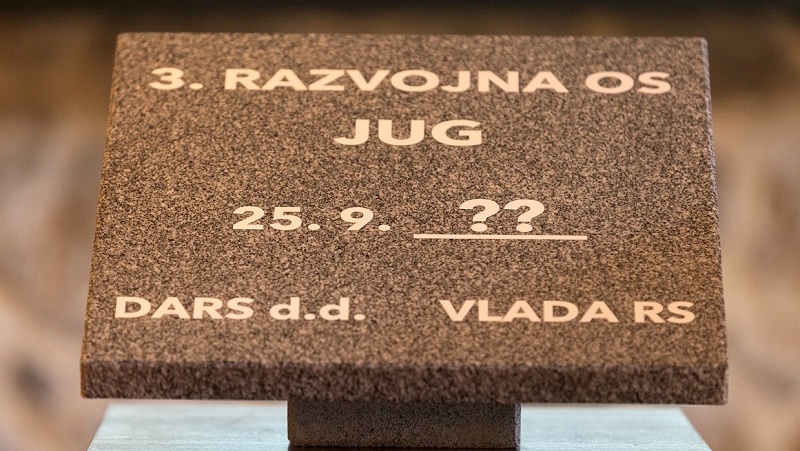 3. RAZVOJNA OS
JUG
25. 9. ??
DARS d.d. VLADA RS